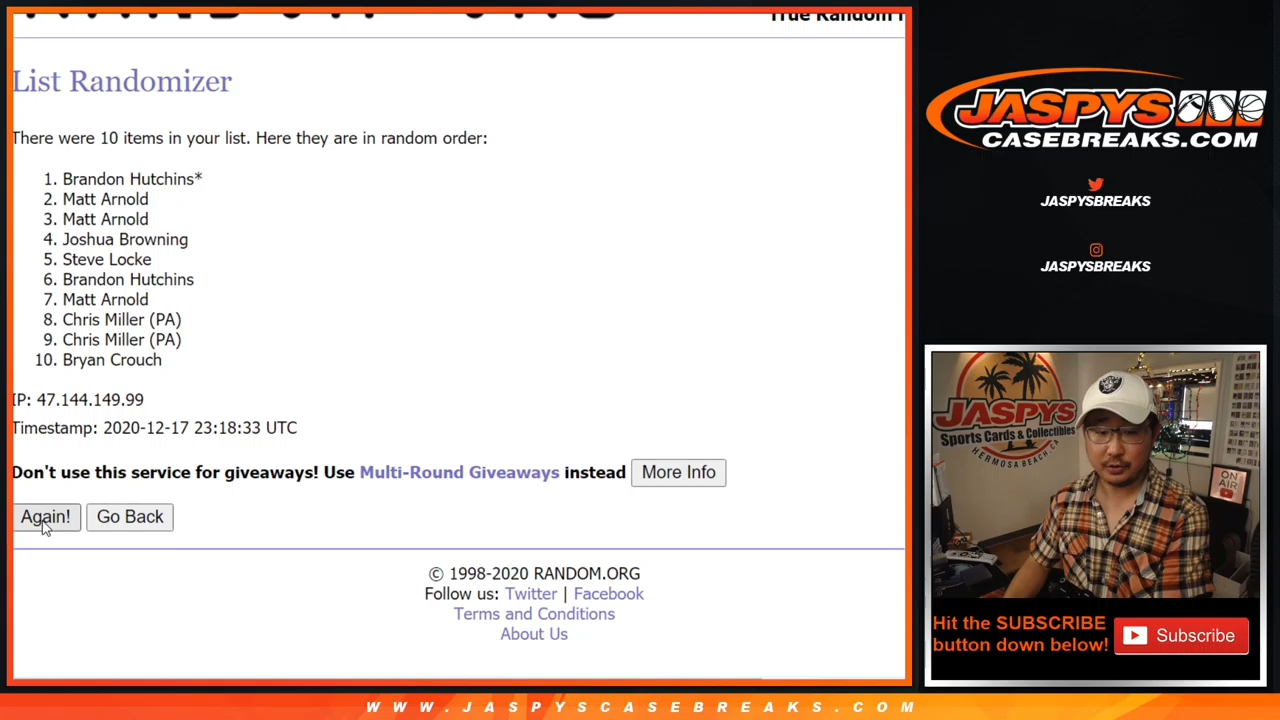 True Random
List Randomizer
There were 10 items in your list. Here they are in random order:
1. Brandon Hutchins*
2. Matt Arnold
3. Matt Arnold
4. Joshua Browning
5. Steve Locke
6. Brandon Hutchins
7. Matt Arnold
8. Chris Miller (PA)
9. Chris Miller (PA)
10. Bryan Crouch
IP: 47.144.149.99
Timestamp: 2020-12-17 23:18:33 UTC
Don't use this service for giveaways! Use Multi-Round Giveaways instead More Info
Again! Go Back
© 1998-2020 RANDOM.ORG
Follow us: Twitter | Facebook
Terms and Conditions
About Us
JASPYS
CASEBREAKS.COM
JASPYSBREAKS
JASPYSBREAKS
JASPYS
Sports Cards & Collectibles
HERMOSA BEACH, CA
ON AIR
Hit the SUBSCRIBE
button down below!
Subscribe
WWW.JASPYSCASEBREAKS.COM